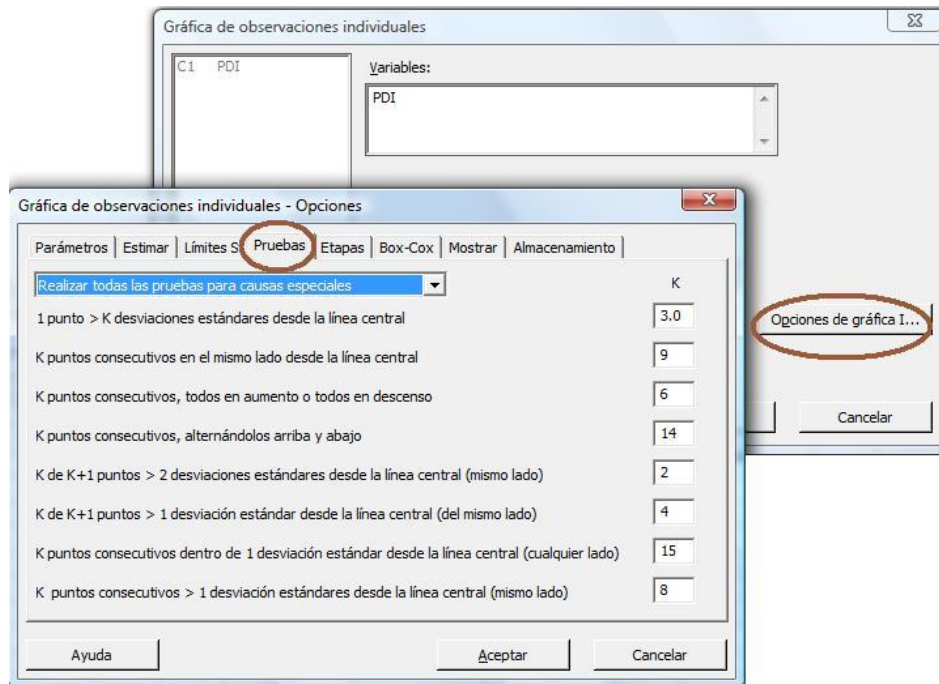 Gráfica de observaciones individuales
C1 PDI
Variables:
PDI
Opciones de gráfica I...
Cancelar
Gráfica de observaciones individuales - Opciones
Parámetros
Estimar
Límites S
Pruebas
Etapas
Box-Cox
Mostrar
Almacenamiento
Realizar todas las pruebas para causas especiales
K
1 punto > K desviaciones estándares desde la línea central 3.0
K puntos consecutivos en el mismo lado desde la línea central 9
K puntos consecutivos, todos en aumento o todos en descenso 6
K puntos consecutivos, alternándolos arriba y abajo 14
K de K+1 puntos > 2 desviaciones estándares desde la línea central (mismo lado) 2
K de K+1 puntos > 1 desviación estándar desde la línea central (del mismo lado) 4
K puntos consecutivos dentro de 1 desviación estándar desde la línea central (cualquier lado) 15
K puntos consecutivos > 1 desviación estándares desde la línea central (mismo lado) 8
Ayuda
Aceptar
Cancelar